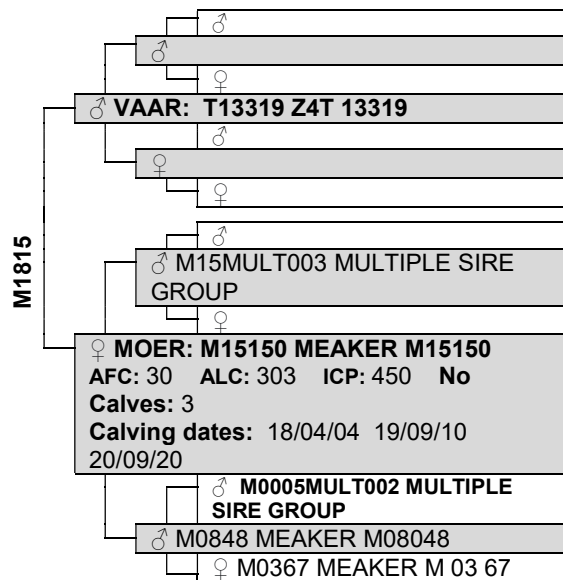 ♂
♂
♀
♂ VAAR: T13319 Z4T 13319
♂
♀
♀
M1815
♂
♂ M15MULT003 MULTIPLE SIRE
GROUP
♀
♀ MOER: M15150 MEAKER M15150
AFC: 30 ALC: 303 ICP: 450 No
Calves: 3
Calving dates: 18/04/04 19/09/10
20/09/20
♂ M0005MULT002 MULTIPLE
SIRE GROUP
♂ M0848 MEAKER M08048
♀ M0367 MEAKER M 03 67